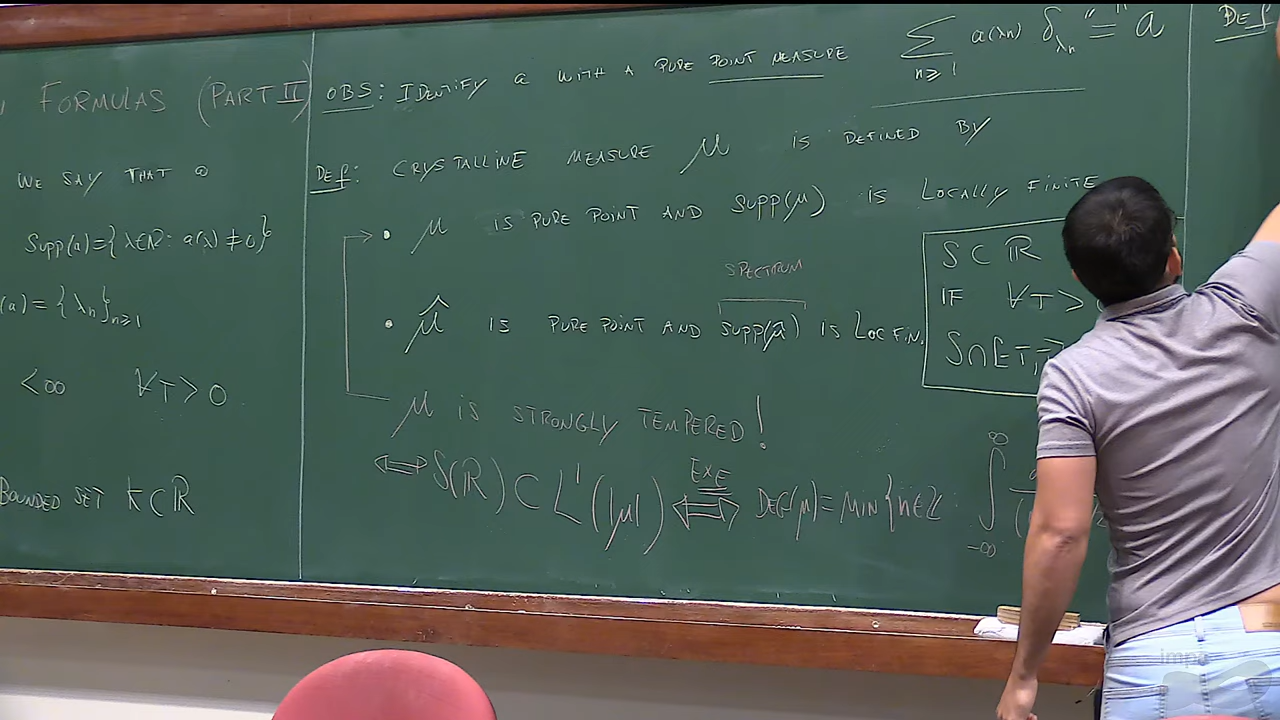 FORMULAS (PART II)
WE SAY THAT a
Supp(a)={λ∈ℝ: a(λ)≠0}
(a)={λn}n≥1
<∞ ∀T>0
BOUNDED SET K⊂ℝ
OBS: IDENTIFY a WITH A PURE POINT MEASURE ∑n≥1 a(λn) δλn "=" a
DEF: CRYSTALLINE MEASURE μ IS DEFINED BY
• μ IS PURE POINT AND SUPP(μ) IS LOCALLY FINITE
SPECTRUM
• μ̂ IS PURE POINT AND SUPP(μ̂) IS LOC FIN.
S⊂ℝ
IF ∀T>0
S∩[-T,T]
μ IS STRONGLY TEMPERED!
⟺ S(ℝ)⊂L¹(|μ|) ⟺ EXE DEG(μ)=MIN{n∈ℤ ∫-∞ ∞
DEF
impa